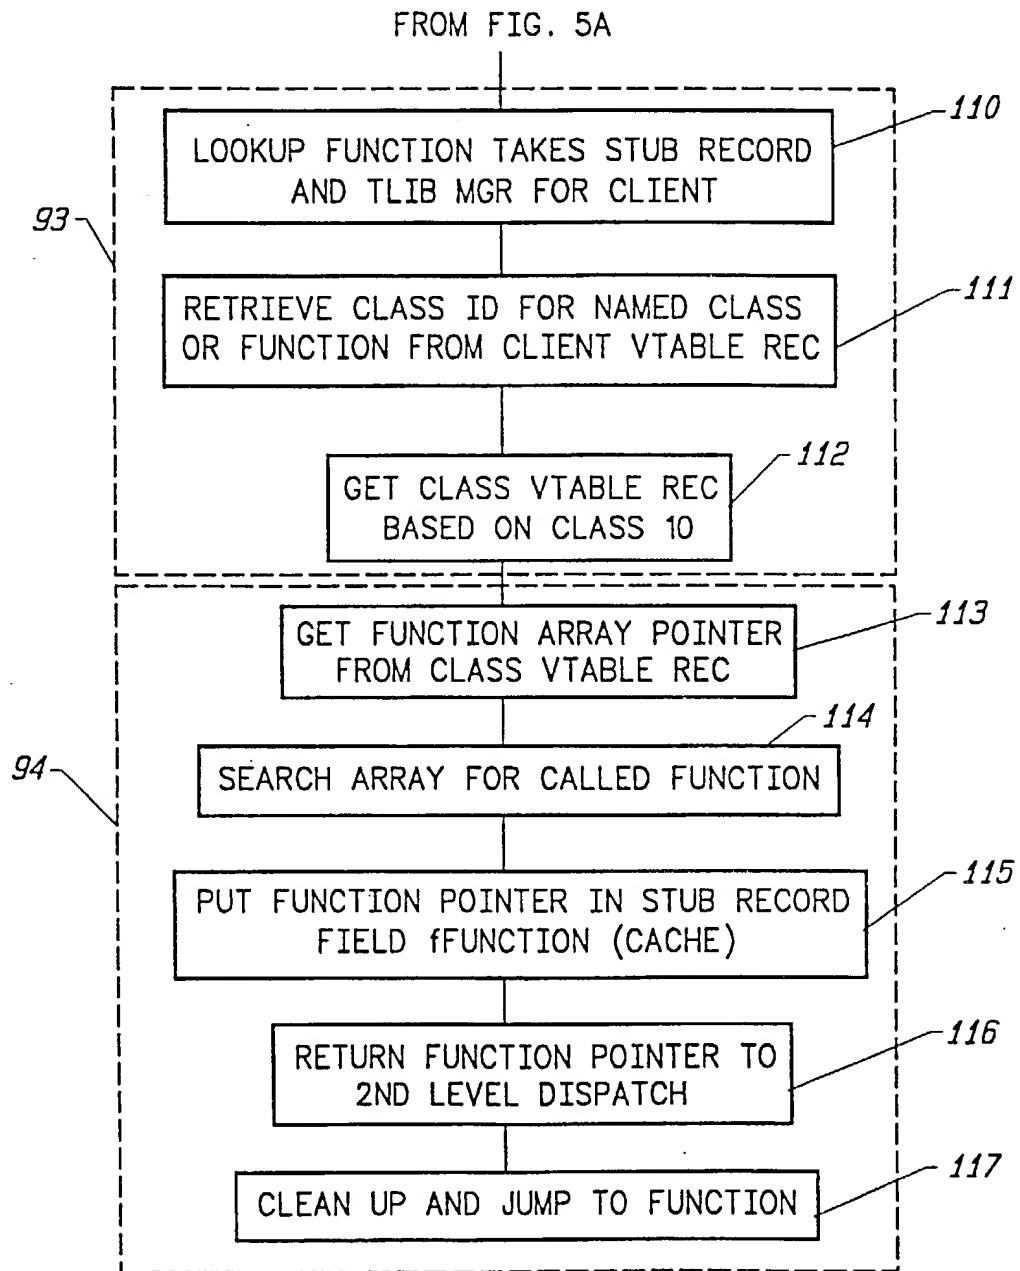 FROM FIG. 5A
110
LOOKUP FUNCTION TAKES STUB RECORD
AND TLIB MGR FOR CLIENT
93
111
RETRIEVE CLASS ID FOR NAMED CLASS
OR FUNCTION FROM CLIENT VTABLE REC
112
GET CLASS VTABLE REC
BASED ON CLASS 10
113
GET FUNCTION ARRAY POINTER
FROM CLASS VTABLE REC
114
94
SEARCH ARRAY FOR CALLED FUNCTION
115
PUT FUNCTION POINTER IN STUB RECORD
FIELD fFUNCTION (CACHE)
116
RETURN FUNCTION POINTER TO
2ND LEVEL DISPATCH
117
CLEAN UP AND JUMP TO FUNCTION